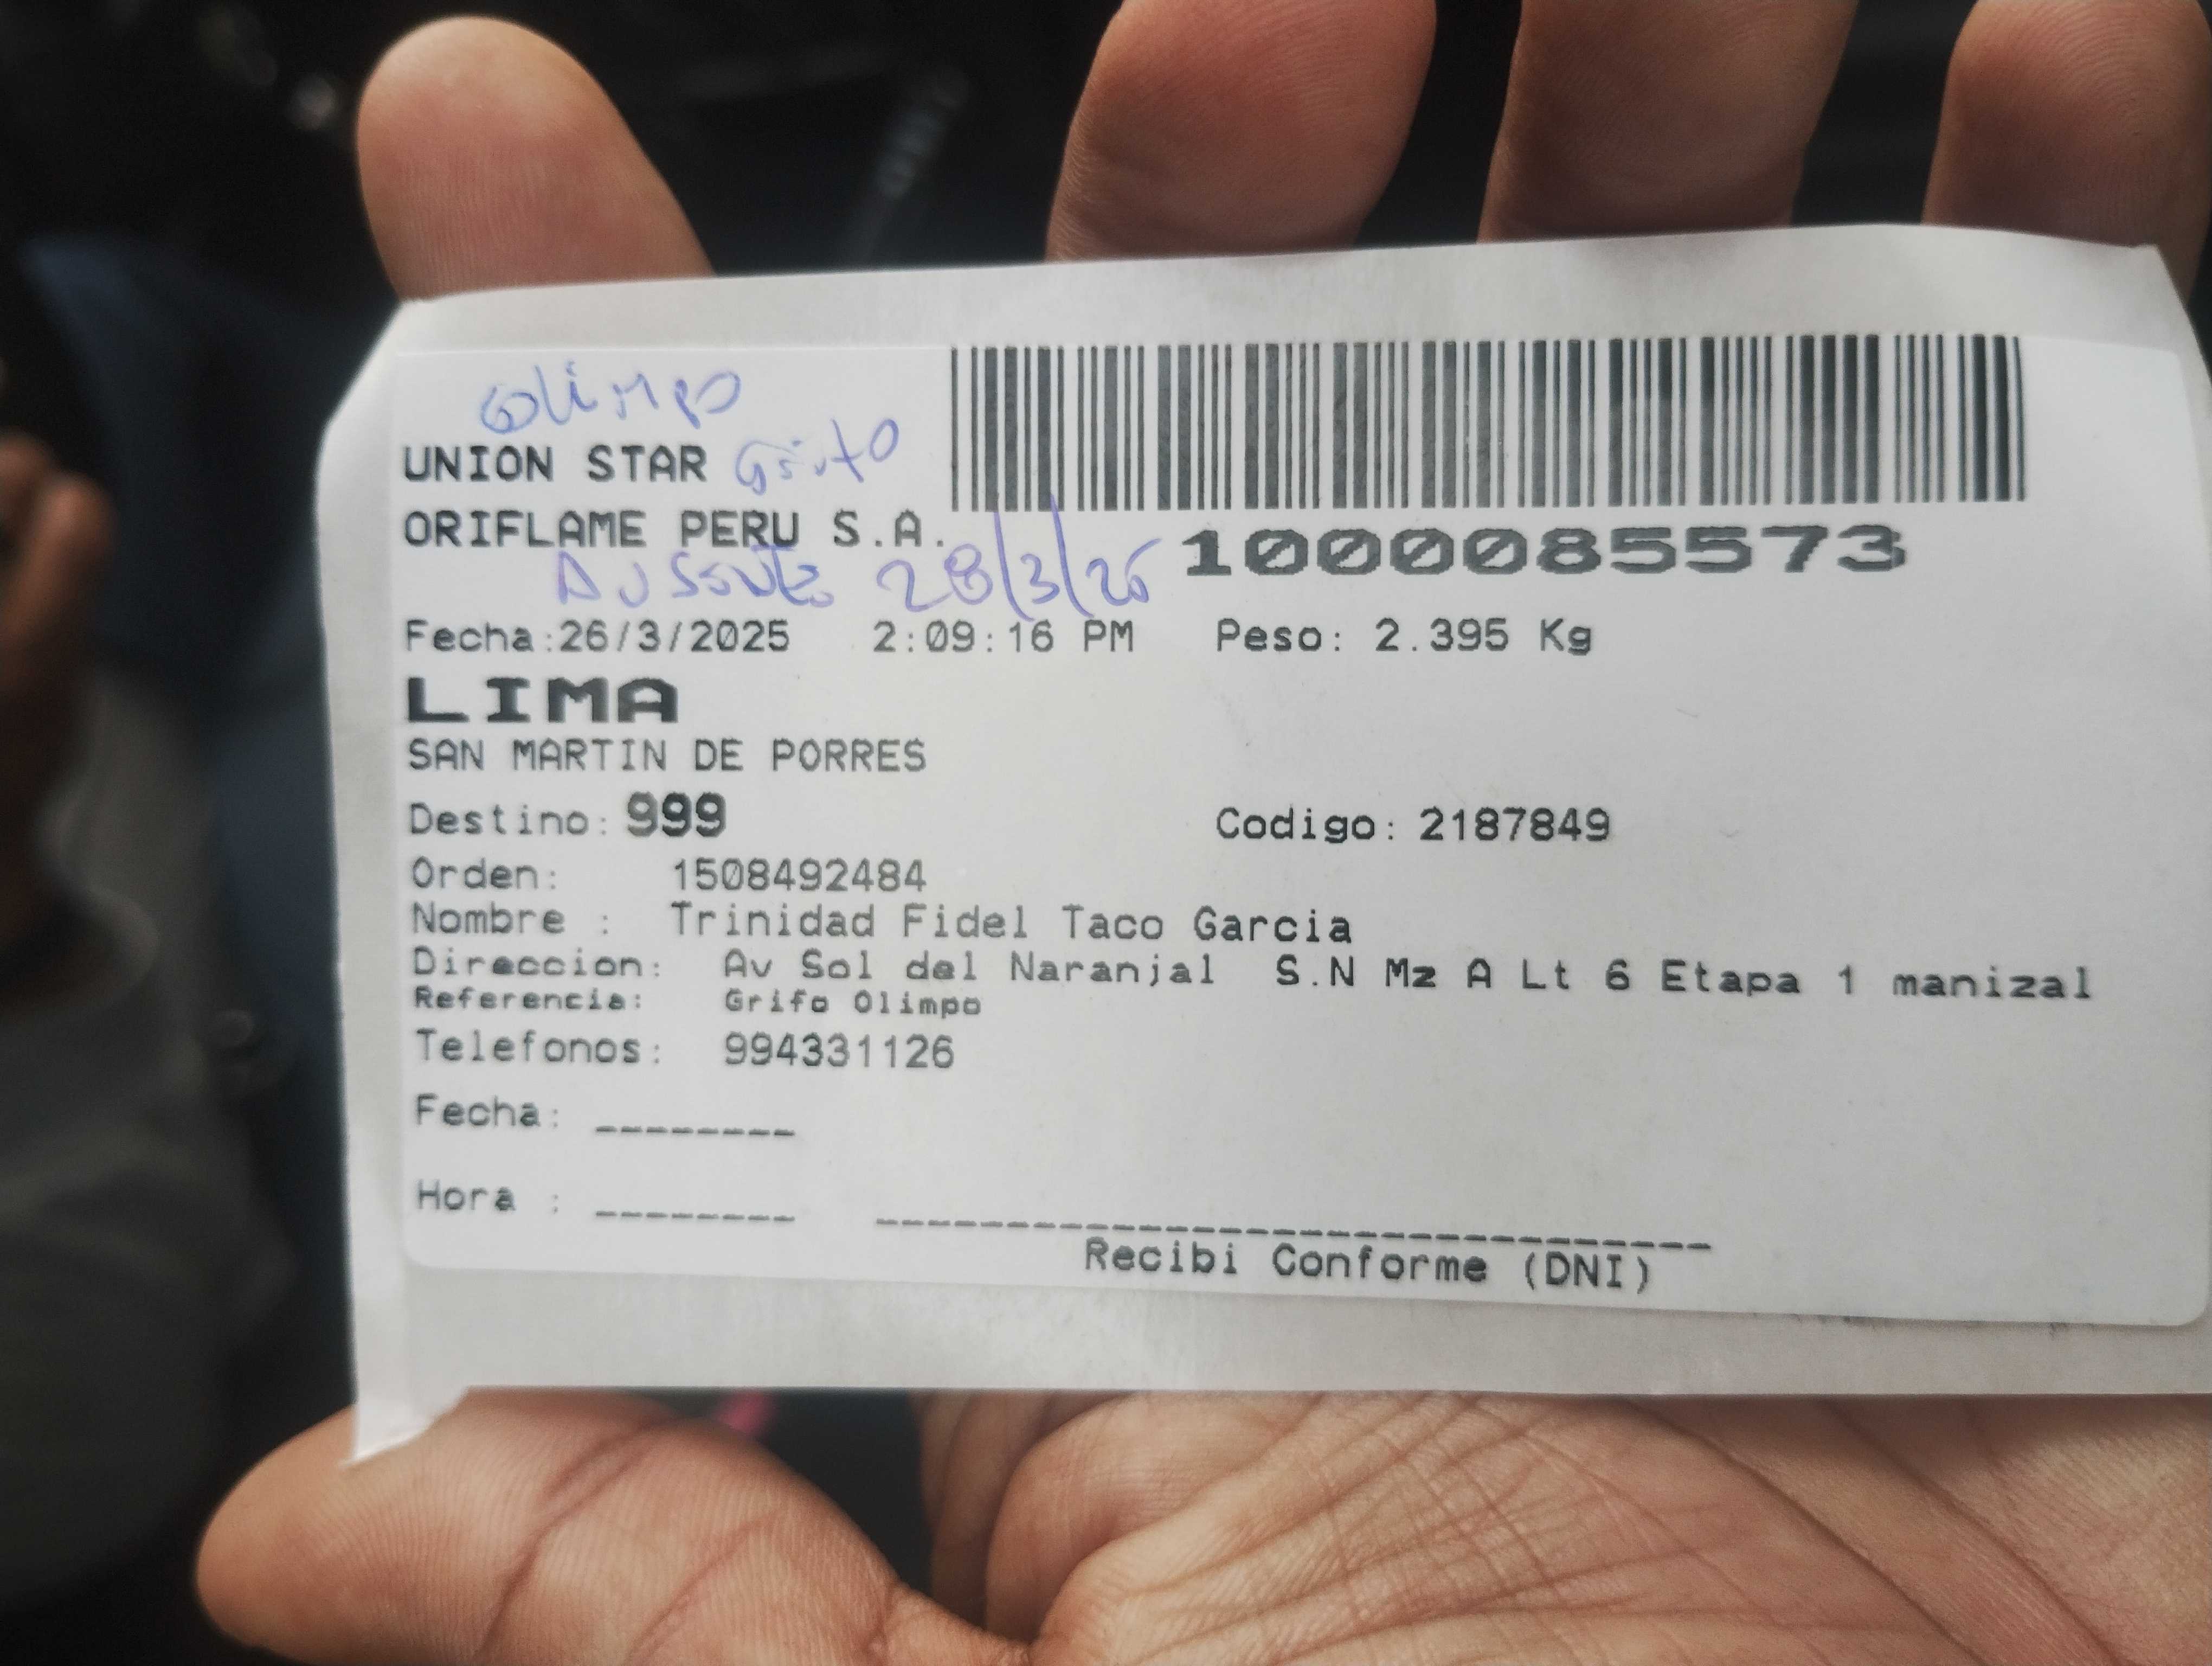 Olimpo
UNION STAR Grifo
ORIFLAME PERU S.A.
Ausente 28/3/25
1000085573
Fecha:26/3/2025 2:09:16 PM Peso: 2.395 Kg
LIMA
SAN MARTIN DE PORRES
Destino: 999 Codigo: 2187849
Orden: 1508492484
Nombre : Trinidad Fidel Taco Garcia
Direccion: Av Sol del Naranjal S.N Mz A Lt 6 Etapa 1 manizal
Referencia: Grifo Olimpo
Telefonos: 994331126
Fecha: ________
Hora : ________
Recibi Conforme (DNI)